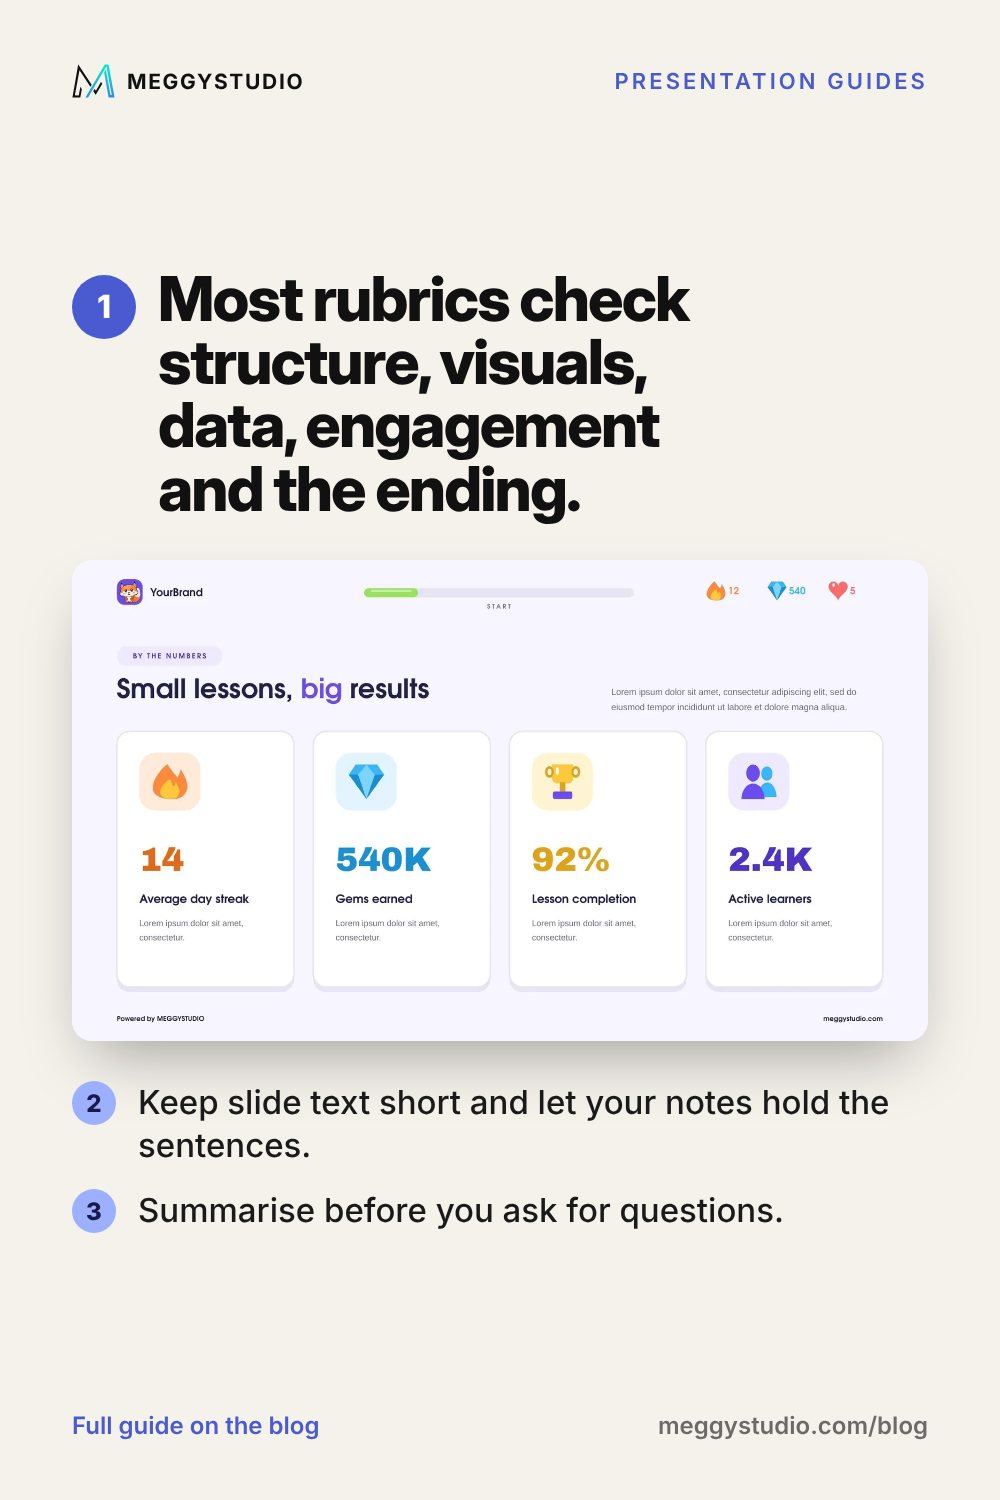 MEGGYSTUDIO
PRESENTATION GUIDES
1
Most rubrics check
structure, visuals,
data, engagement
and the ending.
YourBrand
START
12
540
5
BY THE NUMBERS
Small lessons, big results
Lorem ipsum dolor sit amet, consectetur adipiscing elit, sed do
eiusmod tempor incididunt ut labore et dolore magna aliqua.
14
Average day streak
Lorem ipsum dolor sit amet,
consectetur.
540K
Gems earned
Lorem ipsum dolor sit amet,
consectetur.
92%
Lesson completion
Lorem ipsum dolor sit amet,
consectetur.
2.4K
Active learners
Lorem ipsum dolor sit amet,
consectetur.
Powered by MEGGYSTUDIO
meggystudio.com
2
Keep slide text short and let your notes hold the
sentences.
3
Summarise before you ask for questions.
Full guide on the blog
meggystudio.com/blog